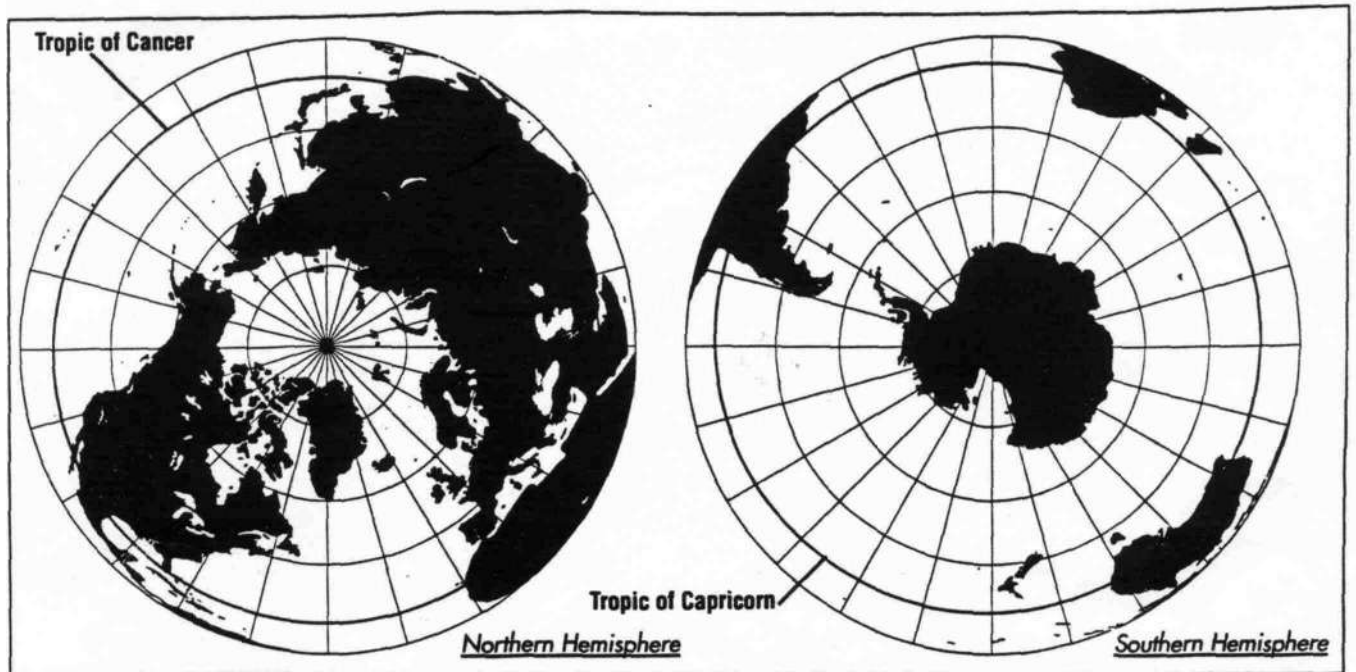 Tropic of Cancer
Tropic of Capricorn
Northern Hemisphere
Southern Hemisphere